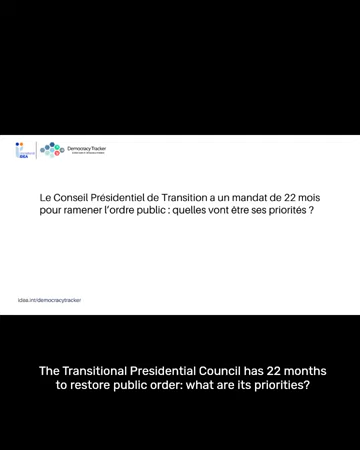 INTERNATIONAL
IDEA
DemocracyTracker
Le Conseil Présidentiel de Transition a un mandat de 22 mois
pour ramener l'ordre public : quelles vont être ses priorités ?
idea.int/democracytracker
The Transitional Presidential Council has 22 months
to restore public order: what are its priorities?